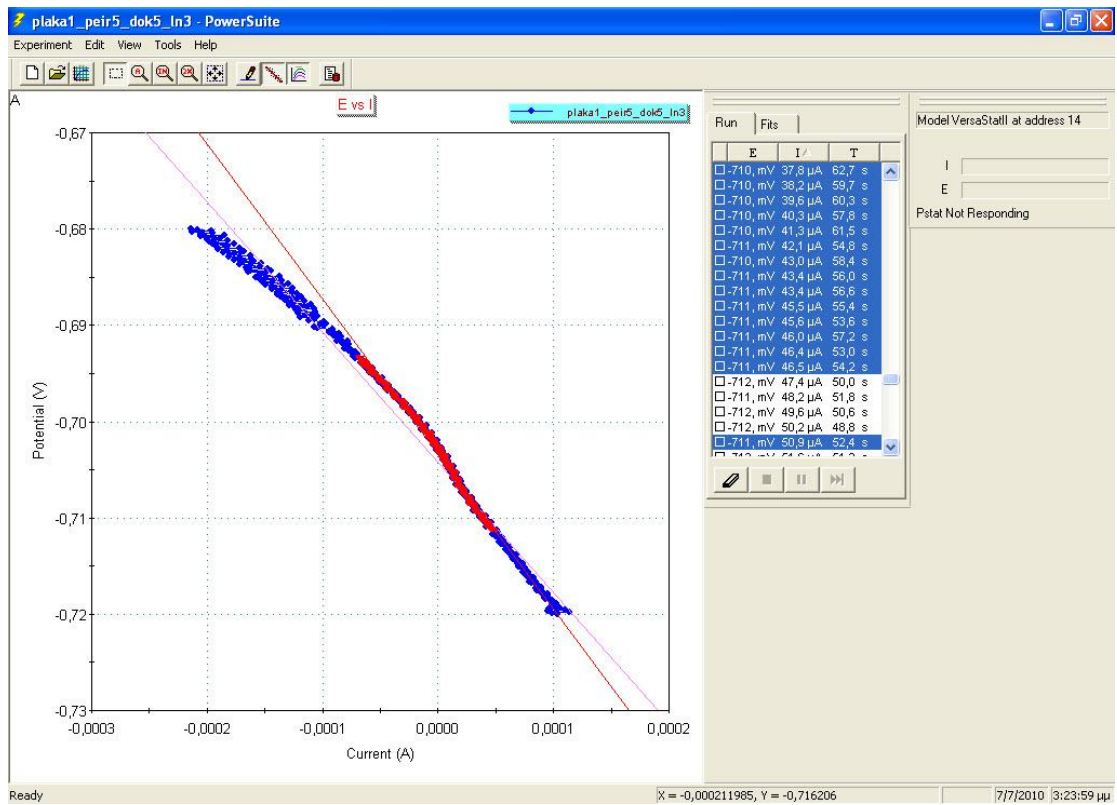 plaka1_peir5_dok5_ln3 - PowerSuite
Experiment Edit View Tools Help
A
E vs I
plaka1_peir5_dok5_ln3
-0,67
-0,68
-0,69
-0,70
-0,71
-0,72
-0,73
Potential (V)
-0,0003 -0,0002 -0,0001 0,0000 0,0001 0,0002
Current (A)
Run Fits
E I T
-710, mV 37,8 µA 62,7 s
-710, mV 38,2 µA 59,7 s
-710, mV 39,6 µA 60,3 s
-710, mV 40,3 µA 57,8 s
-710, mV 41,3 µA 61,5 s
-711, mV 42,1 µA 54,8 s
-710, mV 43,0 µA 58,4 s
-711, mV 43,4 µA 56,0 s
-711, mV 43,4 µA 56,6 s
-711, mV 45,5 µA 55,4 s
-711, mV 45,6 µA 53,6 s
-711, mV 46,0 µA 57,2 s
-711, mV 46,4 µA 53,0 s
-711, mV 46,5 µA 54,2 s
-712, mV 47,4 µA 50,0 s
-711, mV 48,2 µA 51,8 s
-712, mV 49,6 µA 50,6 s
-712, mV 50,2 µA 48,8 s
-711, mV 50,9 µA 52,4 s
Model VersaStatII at address 14
I
E
Pstat Not Responding
Ready
X = -0,000211985, Y = -0,716206
7/7/2010 3:23:59 μμ